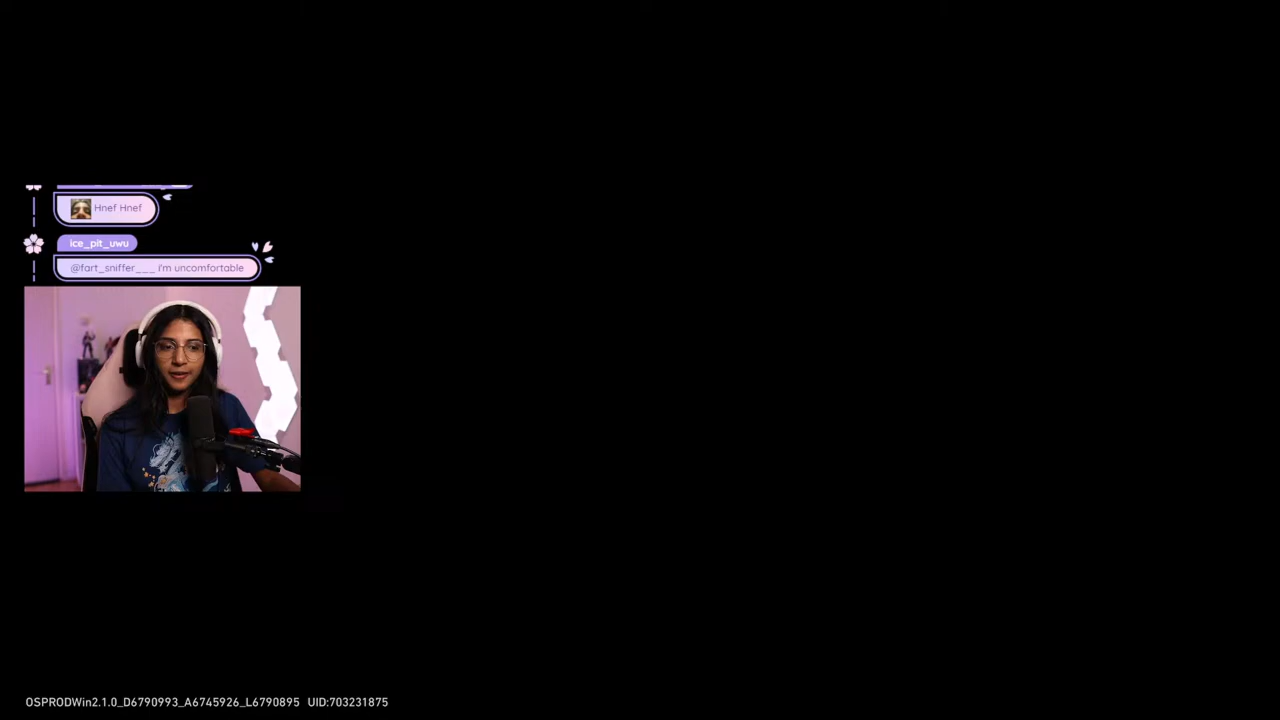 Hnef Hnef
ice_pit_uwu
@fart_sniffer___ i'm uncomfortable
OSPRODWin2.1.0_D6790993_A6745926_L6790895 UID:703231875